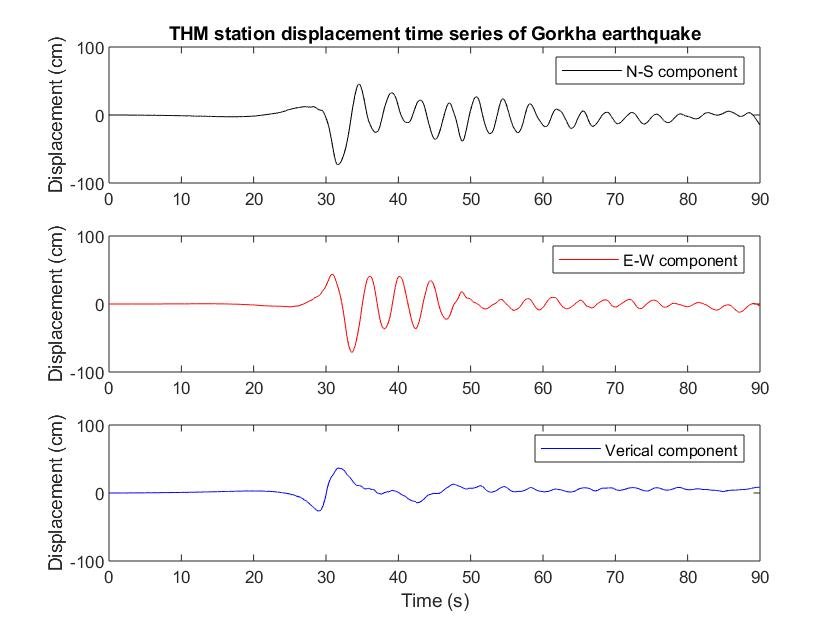 THM station displacement time series of Gorkha earthquake
Displacement (cm)
100
0
-100
N-S component
0 10 20 30 40 50 60 70 80 90
Displacement (cm)
100
0
-100
E-W component
0 10 20 30 40 50 60 70 80 90
Displacement (cm)
100
0
-100
Verical component
0 10 20 30 40 50 60 70 80 90
Time (s)